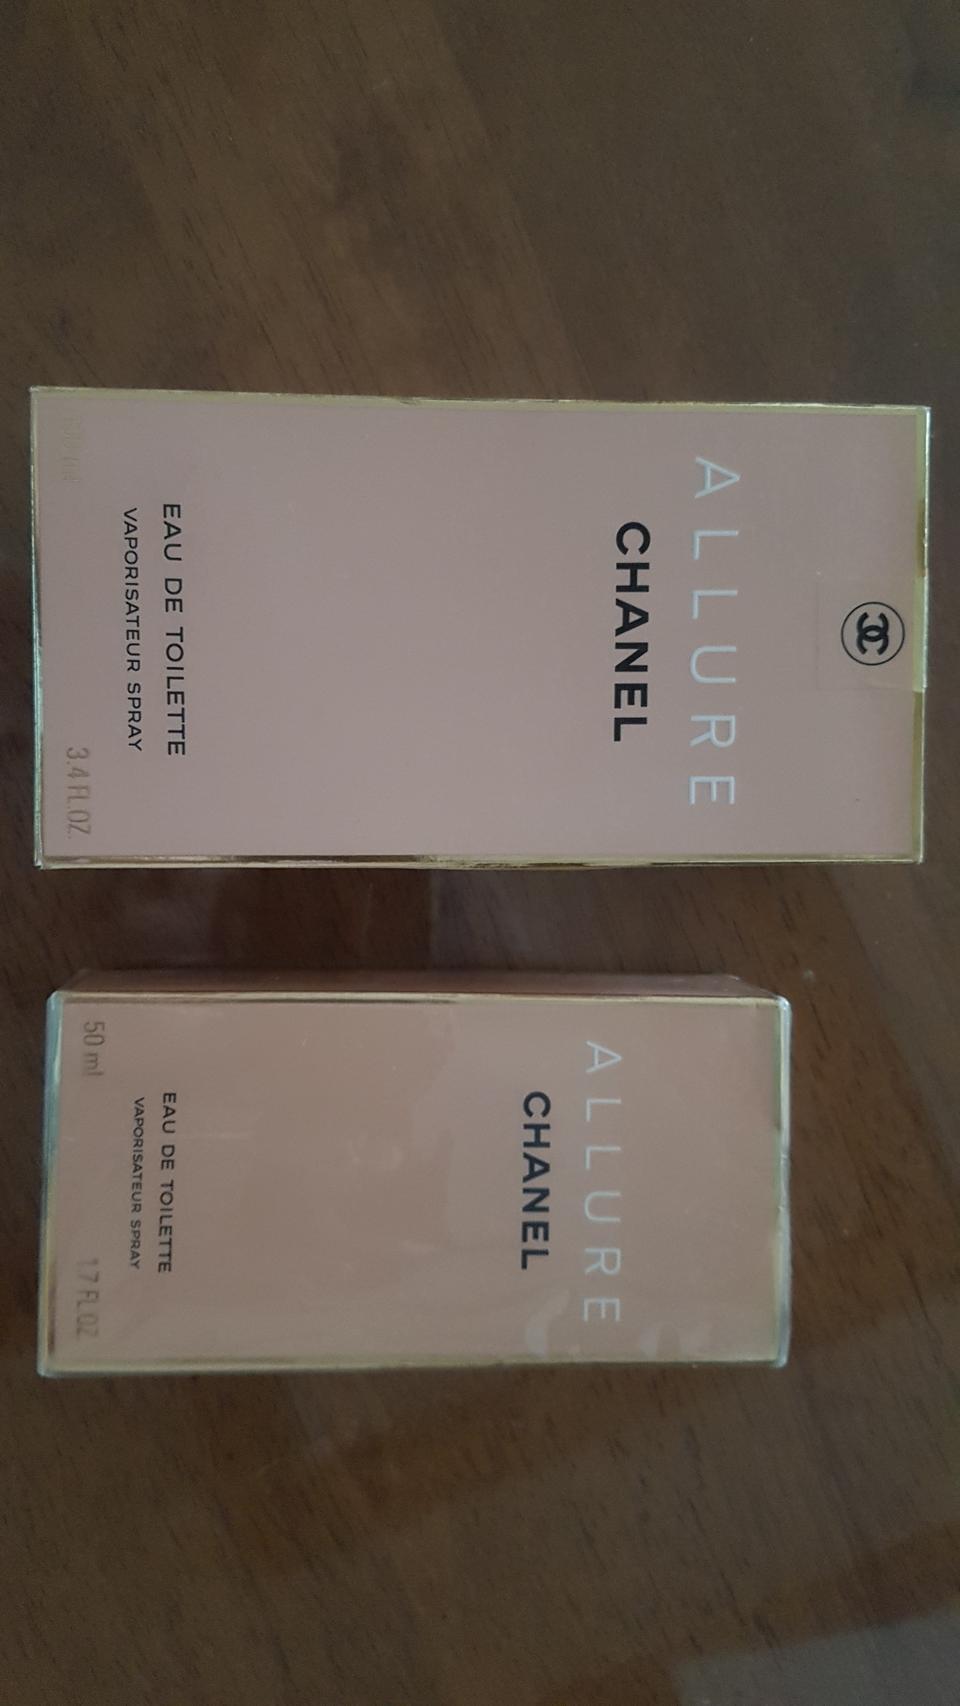 ALLURE
CHANEL
EAU DE TOILETTE
VAPORISATEUR SPRAY
3.4 FL.OZ.
ALLURE
CHANEL
EAU DE TOILETTE
VAPORISATEUR SPRAY
50 ml 1.7 FL.OZ